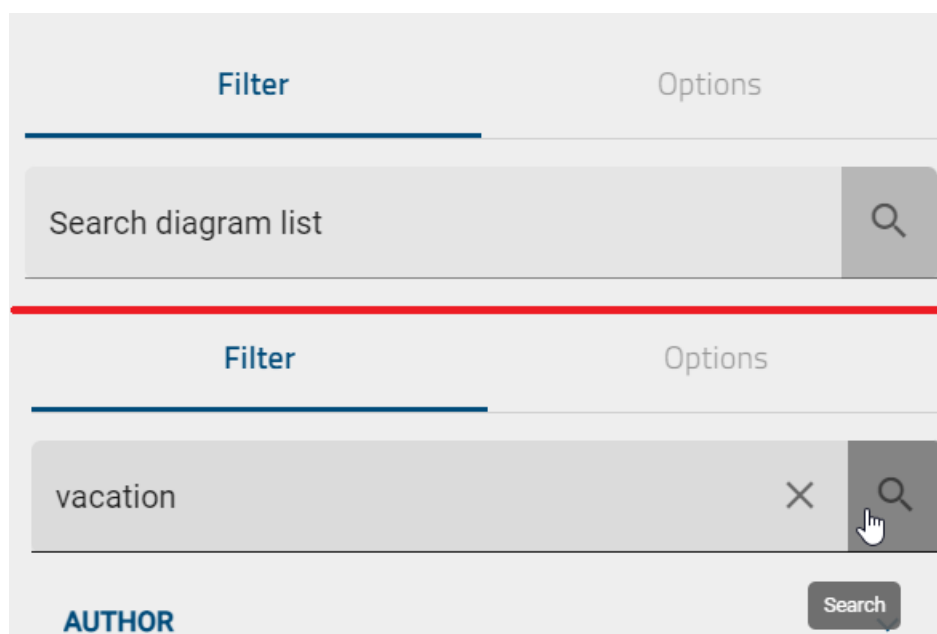 Filter Options
Search diagram list
Filter Options
vacation
Search
AUTHOR